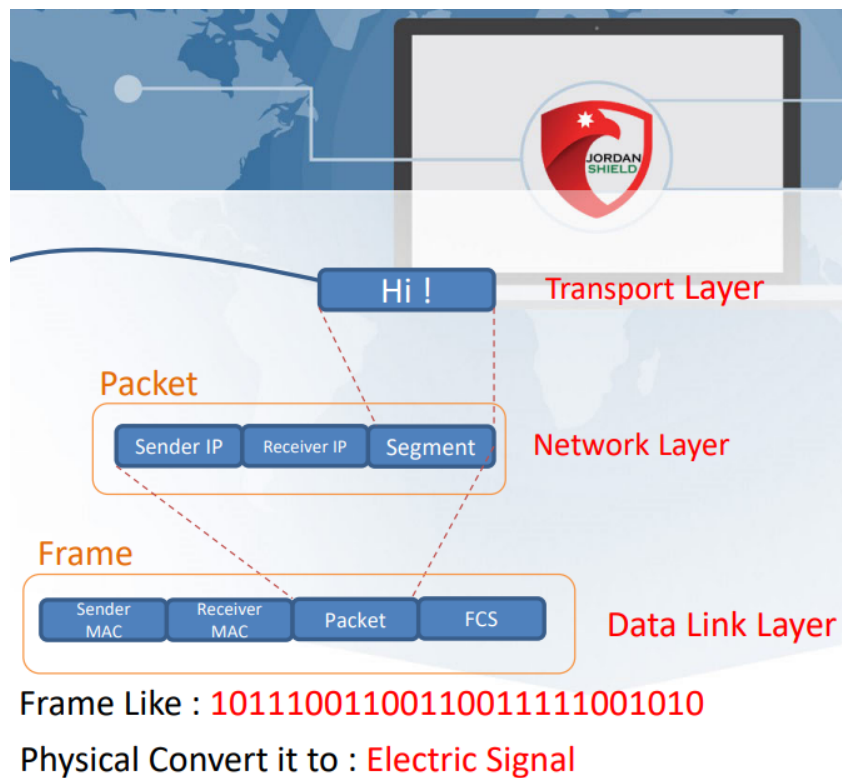 JORDAN
SHIELD
Hi !
Transport Layer
Packet
Sender IP
Receiver IP
Segment
Network Layer
Frame
Sender
MAC
Receiver
MAC
Packet
FCS
Data Link Layer
Frame Like : 10111001100110011111001010
Physical Convert it to : Electric Signal